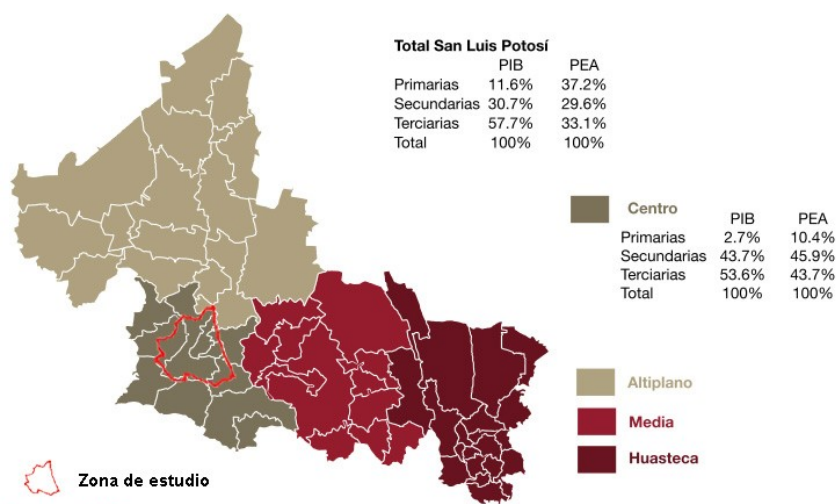 Total San Luis Potosí
PIB PEA
Primarias 11.6% 37.2%
Secundarias 30.7% 29.6%
Terciarias 57.7% 33.1%
Total 100% 100%
Centro
PIB PEA
Primarias 2.7% 10.4%
Secundarias 43.7% 45.9%
Terciarias 53.6% 43.7%
Total 100% 100%
Altiplano
Media
Huasteca
Zona de estudio